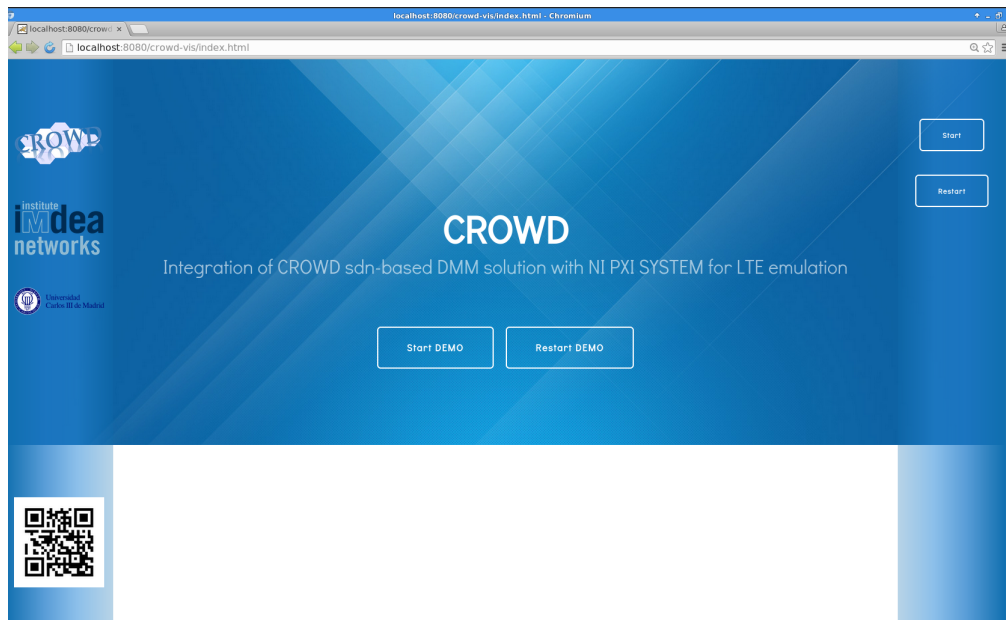 localhost:8080/crowd-vis/index.html - Chromium
localhost:8080/crowd
localhost:8080/crowd-vis/index.html
CROWD
institute
imdea
networks
Universidad
Carlos III de Madrid
CROWD
Integration of CROWD sdn-based DMM solution with NI PXI SYSTEM for LTE emulation
Start DEMO
Restart DEMO
Start
Restart